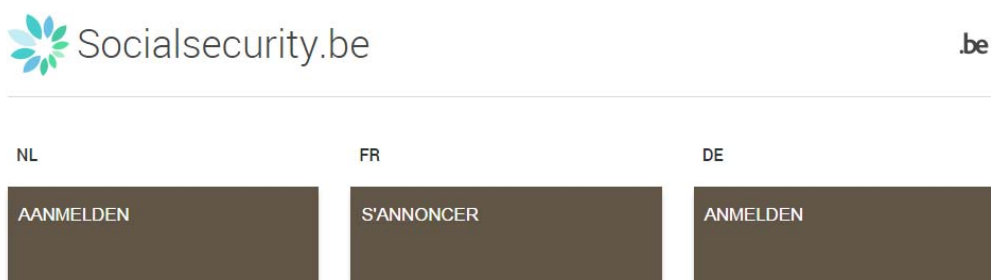 Socialsecurity.be
.be
NL
FR
DE
AANMELDEN
S'ANNONCER
ANMELDEN